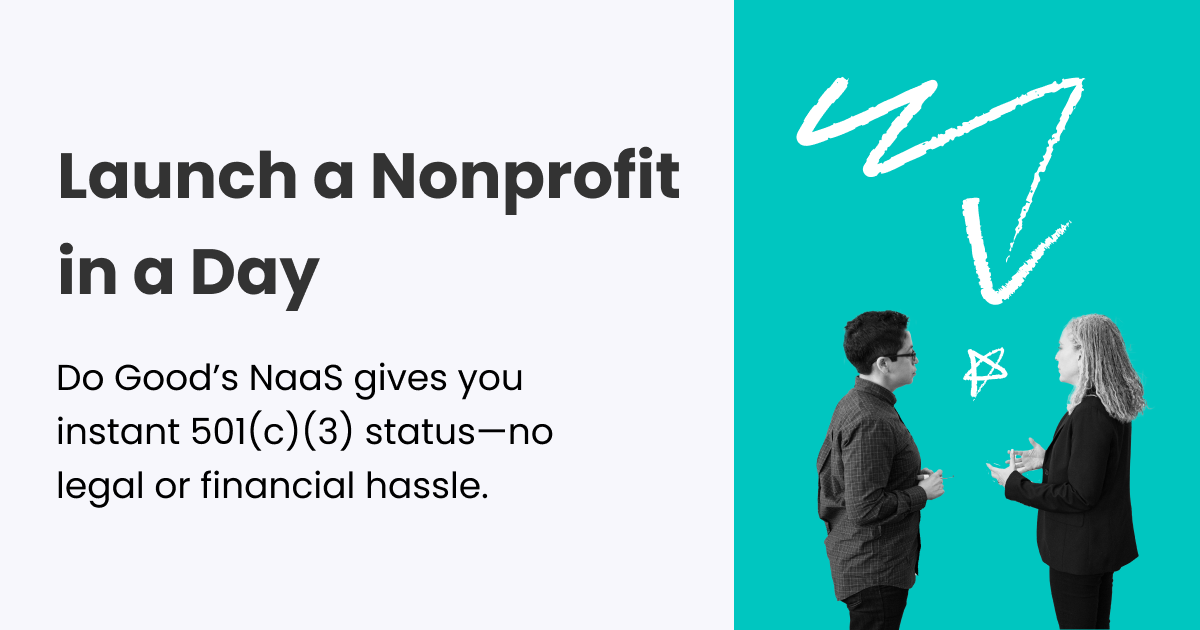 Launch a Nonprofit
in a Day
Do Good’s NaaS gives you
instant 501(c)(3) status—no
legal or financial hassle.